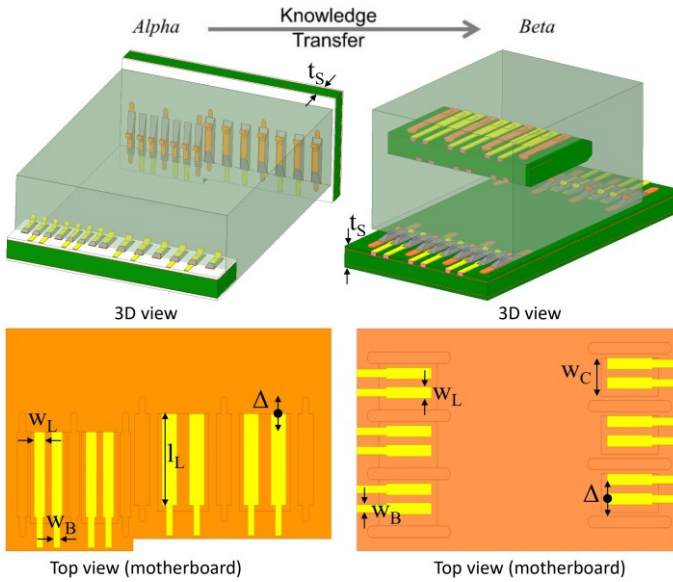 Alpha
Knowledge
Transfer
Beta
tS
tS
3D view
3D view
wL
Δ
lL
wB
wC
wL
Δ
wB
Top view (motherboard)
Top view (motherboard)